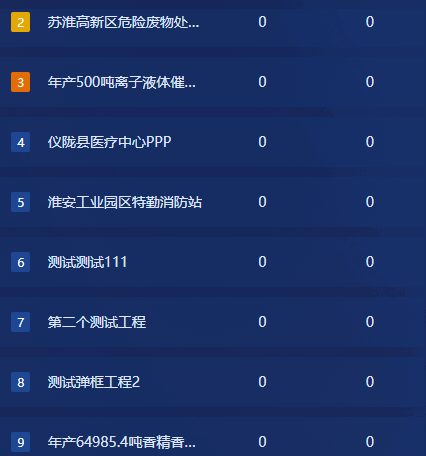 2 苏淮高新区危险废物处... 0 0
3 年产500吨离子液体催... 0 0
4 仪陇县医疗中心PPP 0 0
5 淮安工业园区特勤消防站 0 0
6 测试测试111 0 0
7 第二个测试工程 0 0
8 测试弹框工程2 0 0
9 年产64985.4吨香精香... 0 0